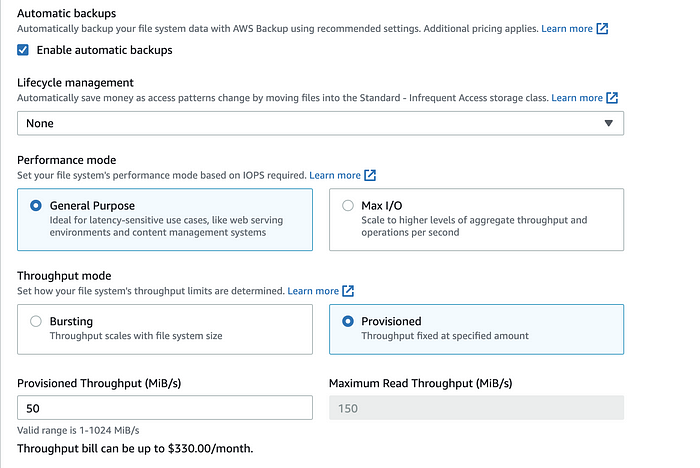 Automatic backups
Automatically backup your file system data with AWS Backup using recommended settings. Additional pricing applies. Learn more
Enable automatic backups
Lifecycle management
Automatically save money as access patterns change by moving files into the Standard - Infrequent Access storage class. Learn more
None
Performance mode
Set your file system's performance mode based on IOPS required. Learn more
General Purpose
Ideal for latency-sensitive use cases, like web serving
environments and content management systems
Max I/O
Scale to higher levels of aggregate throughput and
operations per second
Throughput mode
Set how your file system's throughput limits are determined. Learn more
Bursting
Throughput scales with file system size
Provisioned
Throughput fixed at specified amount
Provisioned Throughput (MiB/s)
50
Valid range is 1-1024 MiB/s
Maximum Read Throughput (MiB/s)
150
Throughput bill can be up to $330.00/month.